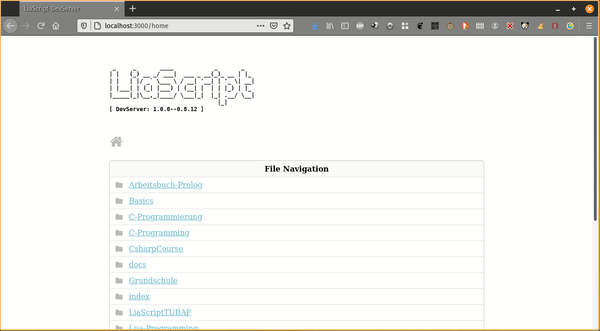 LiaScript-DevServer
localhost:3000/home
LiaScript
[ DevServer: 1.0.0--0.8.12 ]
File Navigation
Arbeitsbuch-Prolog
Basics
C-Programmierung
C-Programming
CsharpCourse
docs
Grundschule
index
LiaScriptTUBAF
Lua-Programming